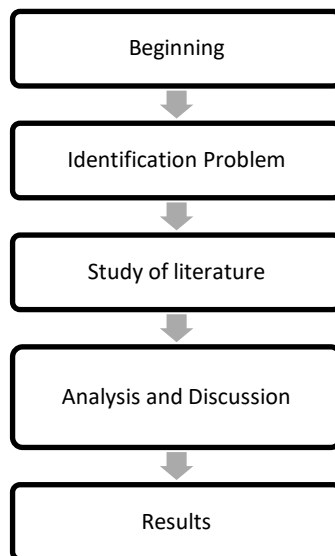 Beginning
Identification Problem
Study of literature
Analysis and Discussion
Results